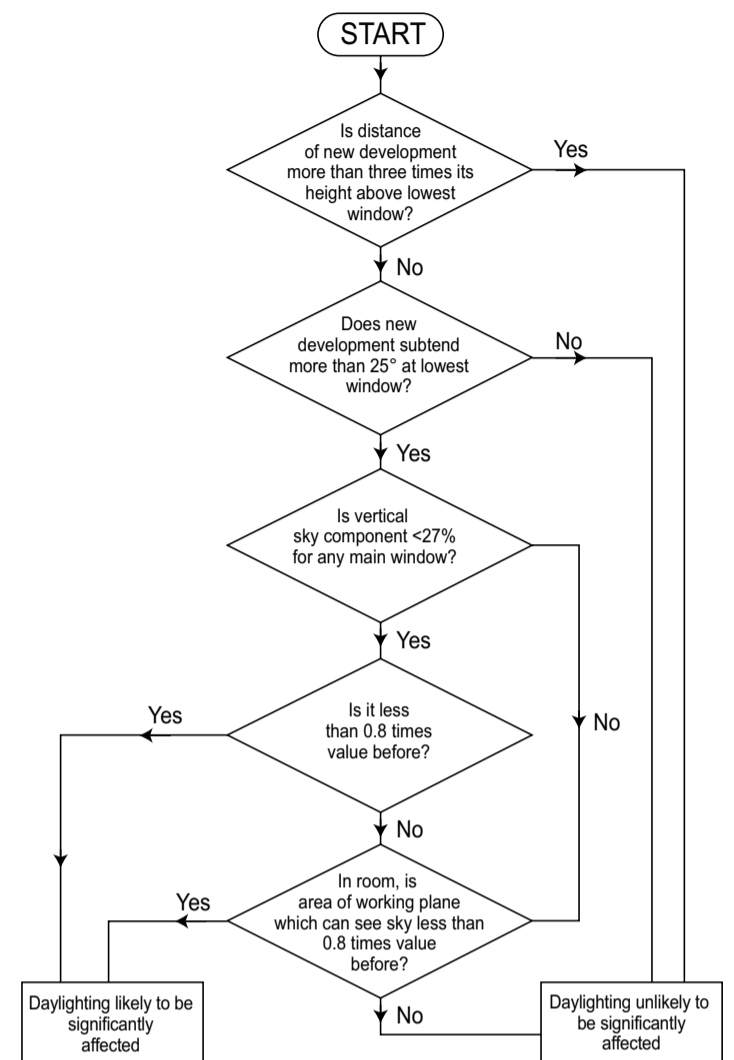 START
Is distance
of new development
more than three times its
height above lowest
window?
Yes
No
Does new
development subtend
more than 25° at lowest
window?
No
Yes
Is vertical
sky component <27%
for any main window?
Yes
No
Is it less
than 0.8 times
value before?
Yes
No
In room, is
area of working plane
which can see sky less than
0.8 times value
before?
Yes
No
Daylighting likely to be
significantly
affected
Daylighting unlikely to
be significantly
affected